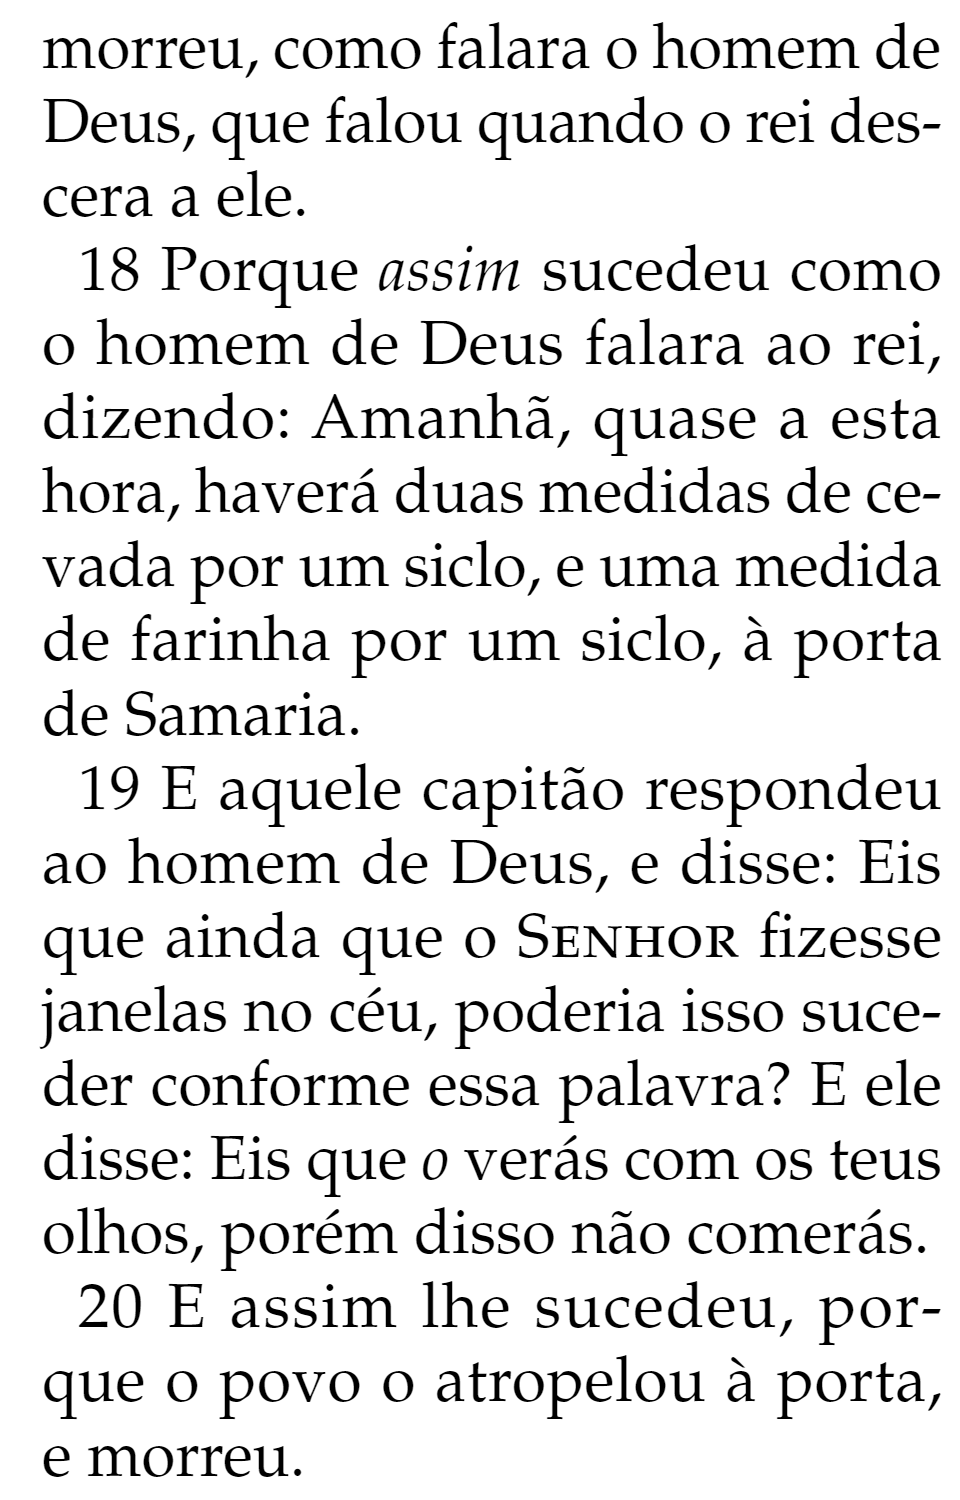 morreu, como falara o homem de
Deus, que falou quando o rei des-
cera a ele.
18 Porque assim sucedeu como
o homem de Deus falara ao rei,
dizendo: Amanhã, quase a esta
hora, haverá duas medidas de ce-
vada por um siclo, e uma medida
de farinha por um siclo, à porta
de Samaria.
19 E aquele capitão respondeu
ao homem de Deus, e disse: Eis
que ainda que o SENHOR fizesse
janelas no céu, poderia isso suce-
der conforme essa palavra? E ele
disse: Eis que o verás com os teus
olhos, porém disso não comerás.
20 E assim lhe sucedeu, por-
que o povo o atropelou à porta,
e morreu.